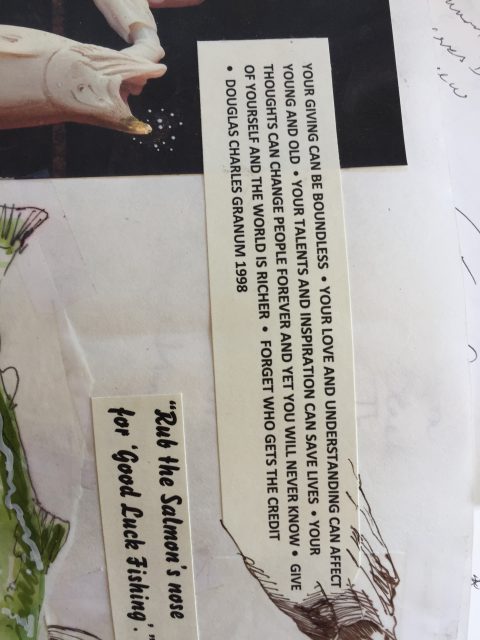 YOUR GIVING CAN BE BOUNDLESS • YOUR LOVE AND UNDERSTANDING CAN AFFECT
YOUNG AND OLD • YOUR TALENTS AND INSPIRATION CAN SAVE LIVES • YOUR
THOUGHTS CAN CHANGE PEOPLE FOREVER AND YET YOU WILL NEVER KNOW • GIVE
OF YOURSELF AND THE WORLD IS RICHER • FORGET WHO GETS THE CREDIT
• DOUGLAS CHARLES GRANUM 1998
"Rub the Salmon's nose
for 'Good Luck Fishing'."